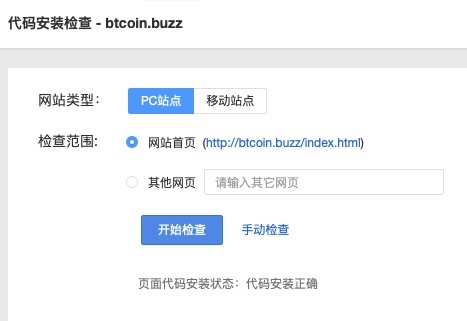 代码安装检查 - btcoin.buzz
网站类型： PC站点 移动站点
检查范围: 网站首页 (http://btcoin.buzz/index.html)
其他网页 请输入其它网页
开始检查 手动检查
页面代码安装状态：代码安装正确